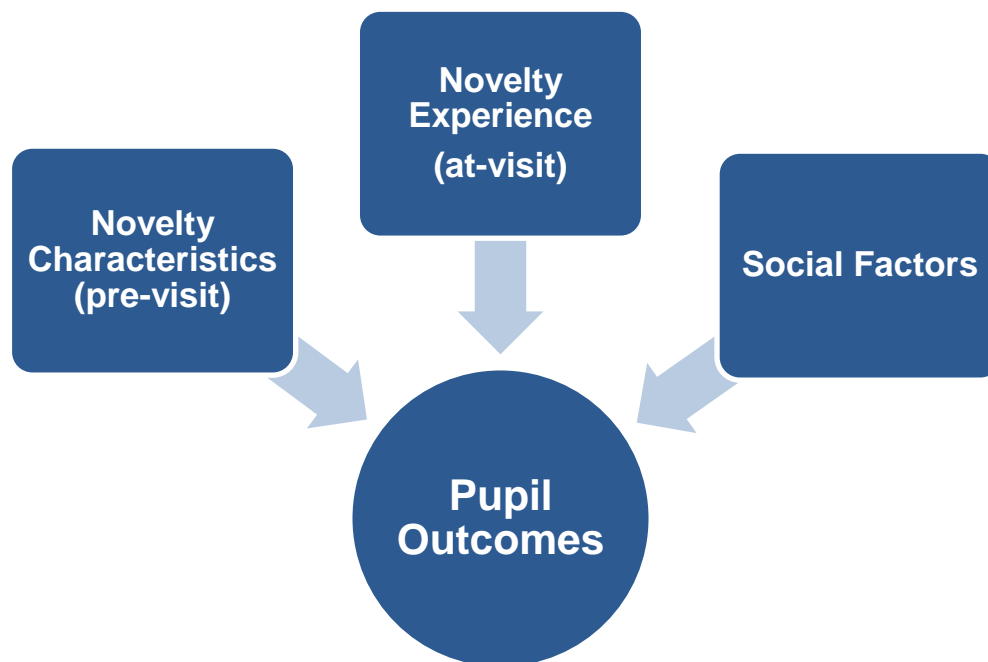 Novelty
Experience
(at-visit)
Novelty
Characteristics
(pre-visit)
Social Factors
Pupil
Outcomes